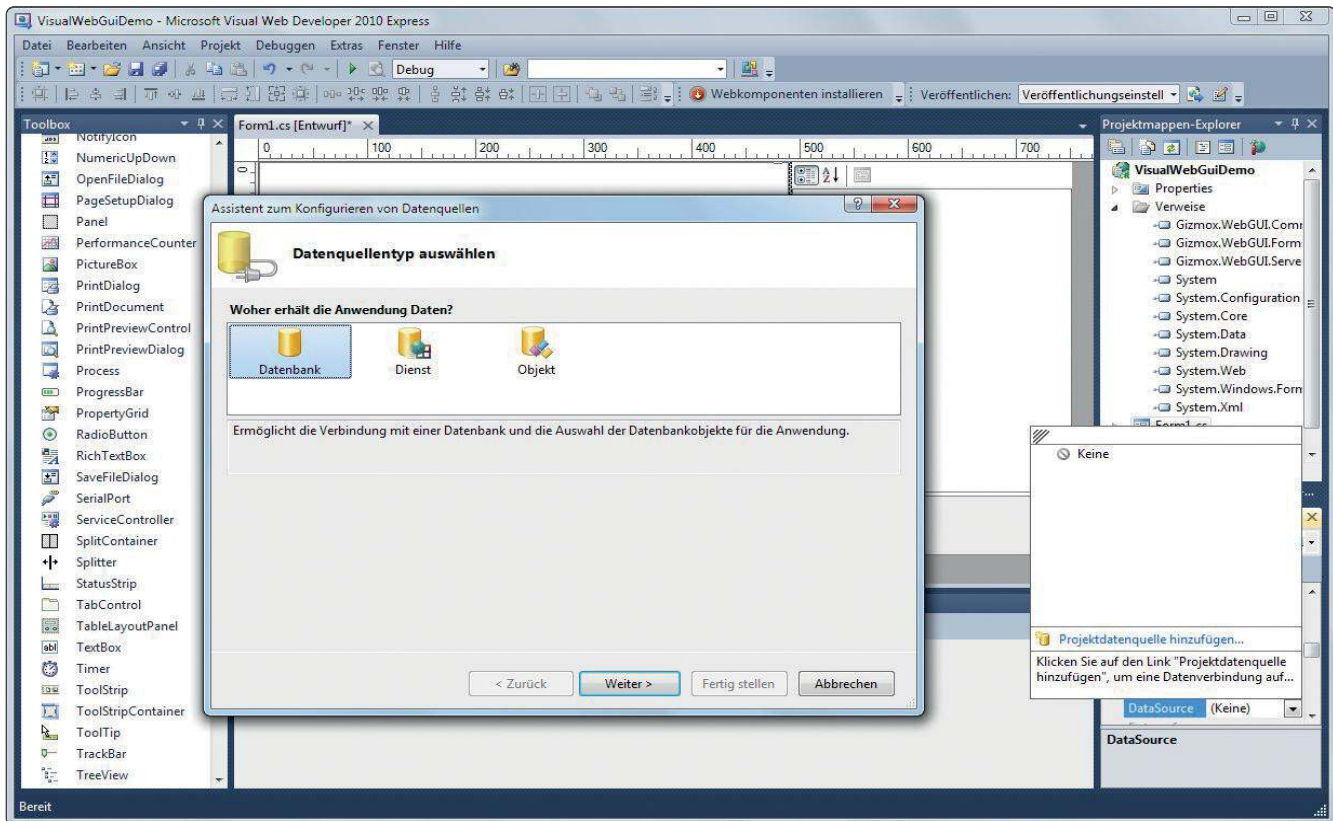 VisualWebGuiDemo - Microsoft Visual Web Developer 2010 Express
Datei Bearbeiten Ansicht Projekt Debuggen Extras Fenster Hilfe
Debug
Webkomponenten installieren
Veröffentlichen: Veröffentlichungseinstell
Toolbox
NotifyIcon
NumericUpDown
OpenFileDialog
PageSetupDialog
Panel
PerformanceCounter
PictureBox
PrintDialog
PrintDocument
PrintPreviewControl
PrintPreviewDialog
Process
ProgressBar
PropertyGrid
RadioButton
RichTextBox
SaveFileDialog
SerialPort
ServiceController
SplitContainer
Splitter
StatusStrip
TabControl
TableLayoutPanel
TextBox
Timer
ToolStrip
ToolStripContainer
ToolTip
TrackBar
TreeView
Form1.cs [Entwurf]*
0 100 200 300 400 500 600 700
Assistent zum Konfigurieren von Datenquellen
Datenquellentyp auswählen
Woher erhält die Anwendung Daten?
Datenbank Dienst Objekt
Ermöglicht die Verbindung mit einer Datenbank und die Auswahl der Datenbankobjekte für die Anwendung.
< Zurück Weiter > Fertig stellen Abbrechen
Projektmappen-Explorer
VisualWebGuiDemo
Properties
Verweise
Gizmox.WebGUI.Comm
Gizmox.WebGUI.Form
Gizmox.WebGUI.Serve
System
System.Configuration
System.Core
System.Data
System.Drawing
System.Web
System.Windows.Form
System.Xml
Form1.cs
Keine
Projektdatenquelle hinzufügen...
Klicken Sie auf den Link "Projektdatenquelle
hinzufügen", um eine Datenverbindung auf...
DataSource (Keine)
DataSource
Bereit